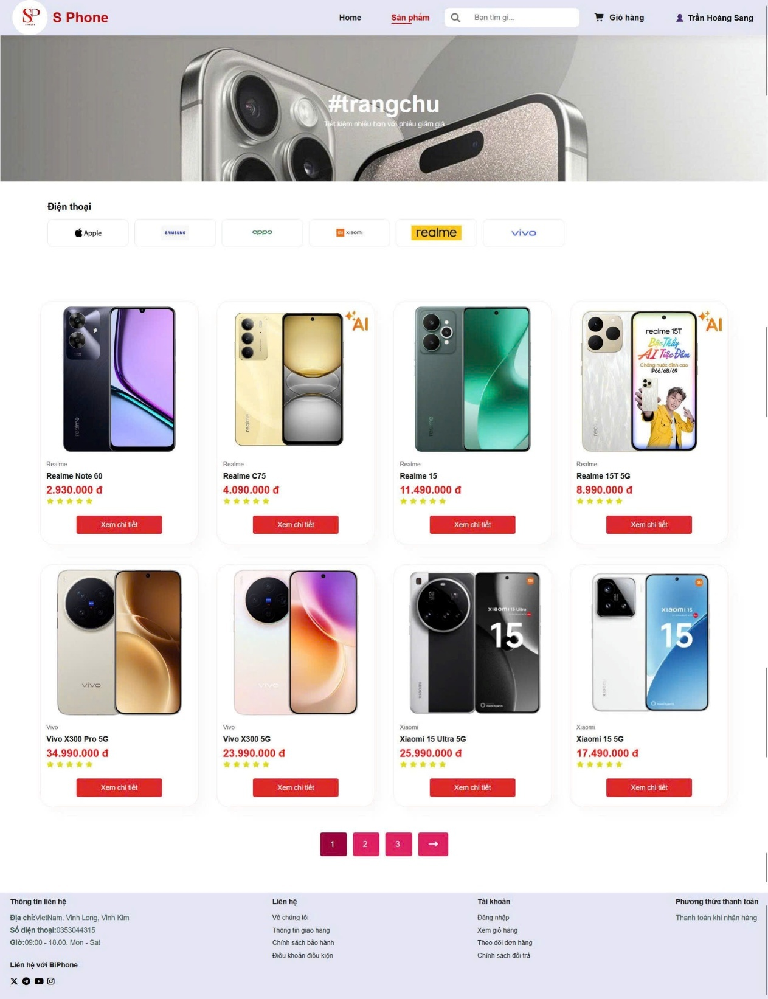 SP
S PHONE
S Phone
Home
Sản phẩm
Bạn tìm gì...
Giỏ hàng
Trần Hoàng Sang
#trangchu
Tiết kiệm nhiều hơn với phiếu giảm giá
Điện thoại
Apple
SAMSUNG
oppo
mi xiaomi
realme
vivo
realme
realme
AI
realme
realme
AI
realme 15T
Bậc Thầy
AI Tiệc Đêm
Chống nước đỉnh cao
IP66/68/69
Realme
Realme Note 60
2.930.000 đ
Xem chi tiết
Realme
Realme C75
4.090.000 đ
Xem chi tiết
Realme
Realme 15
11.490.000 đ
Xem chi tiết
Realme
Realme 15T 5G
8.990.000 đ
Xem chi tiết
vivo
vivo
xiaomi
LEICA
mi
xiaomi 15 Ultra
15
xiaomi
mi
xiaomi 15
15
Vivo
Vivo X300 Pro 5G
34.990.000 đ
Xem chi tiết
Vivo
Vivo X300 5G
23.990.000 đ
Xem chi tiết
Xiaomi
Xiaomi 15 Ultra 5G
25.990.000 đ
Xem chi tiết
Xiaomi
Xiaomi 15 5G
17.490.000 đ
Xem chi tiết
1
2
3
Thông tin liên hệ
Địa chỉ:VietNam, Vinh Long, Vinh Kim
Số điện thoại:0353044315
Giờ:09:00 - 18.00. Mon - Sat
Liên hệ với BiPhone
Liên hệ
Về chúng tôi
Thông tin giao hàng
Chính sách bảo hành
Điều khoản điều kiện
Tài khoản
Đăng nhập
Xem giỏ hàng
Theo dõi đơn hàng
Chính sách đổi trả
Phương thức thanh toán
Thanh toán khi nhận hàng